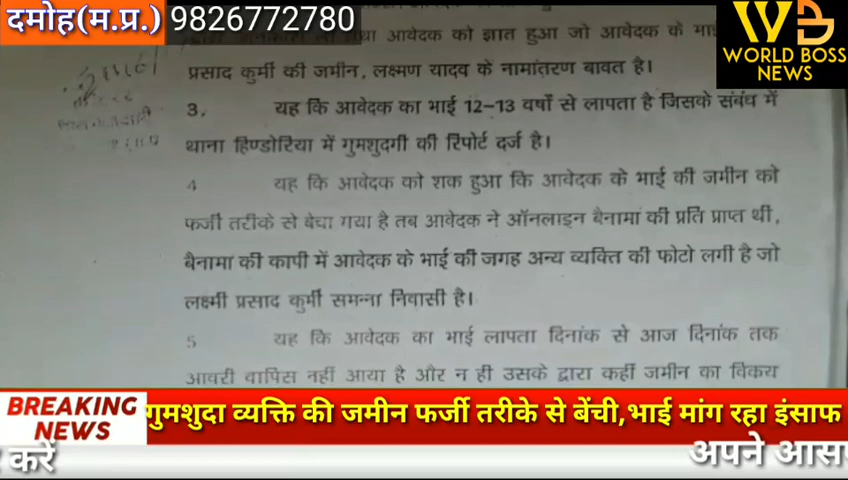 दमोह(म.प्र.) 9826772780
WB
WORLD BOSS
NEWS
आवेदक को ज्ञात हुआ जो आवेदक के भाई
प्रसाद कुर्मी की जमीन, लक्ष्मण यादव के नामांतरण बावत है।
3, यह कि आवेदक का भाई 12-13 वर्षों से लापता है जिसके संबंध में
थाना हिण्डोरिया में गुमशुदगी की रिपोर्ट दर्ज है।
4 यह कि आवेदक को शक हुआ कि आवेदक के भाई की जमीन को
फर्जी तरीके से बेचा गया है तब आवेदक ने ऑनलाइन बैनामां की प्रति प्राप्त थी,
बैनामा की कापी में आवेदक के भाई की जगह अन्य व्यक्ति की फोटो लगी है जो
लक्ष्मी प्रसाद कुर्मी समन्ना निवासी है।
5 यह कि आवेदक का भाई लापता दिनांक से आज दिनांक तक
आवरी वापिस नहीं आया है और न ही उसके द्वारा कहीं जमीन का विकय
BREAKING
NEWS
गुमशुदा व्यक्ति की जमीन फर्जी तरीके से बेंची,भाई मांग रहा इंसाफ
करें अपने आस